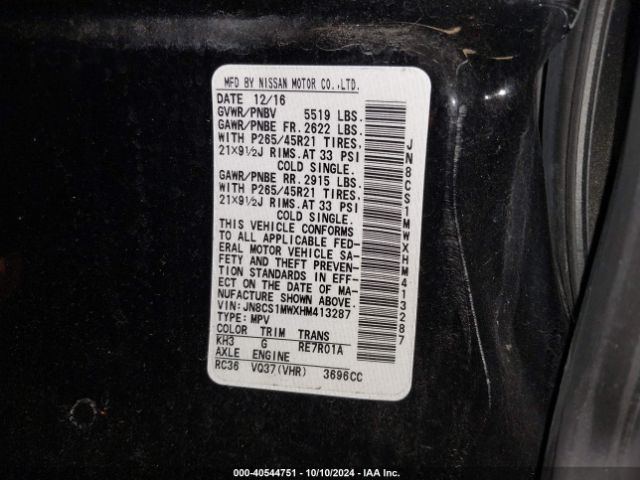 MFD BY NISSAN MOTOR CO.,LTD.
DATE 12/16
GVWR/PNBV 5519 LBS.
GAWR/PNBE FR. 2622 LBS.
WITH P265/45R21 TIRES,
21X9½J RIMS.AT 33 PSI
COLD SINGLE.
GAWR/PNBE RR. 2915 LBS.
WITH P265/45R21 TIRES,
21X9½J RIMS.AT 33 PSI
COLD SINGLE.
THIS VEHICLE CONFORMS
TO ALL APPLICABLE FED-
ERAL MOTOR VEHICLE SA-
FETY AND THEFT PREVEN-
TION STANDARDS IN EFF-
ECT ON THE DATE OF MA-
NUFACTURE SHOWN ABOVE.
VIN: JN8CS1MWXHM413287
TYPE: MPV
COLOR TRIM TRANS
KH3 G RE7R01A
AXLE ENGINE
RC36 VQ37(VHR) 3696CC
JN8CS1MWXHM413287
000-40544751 • 10/10/2024 • IAA Inc.